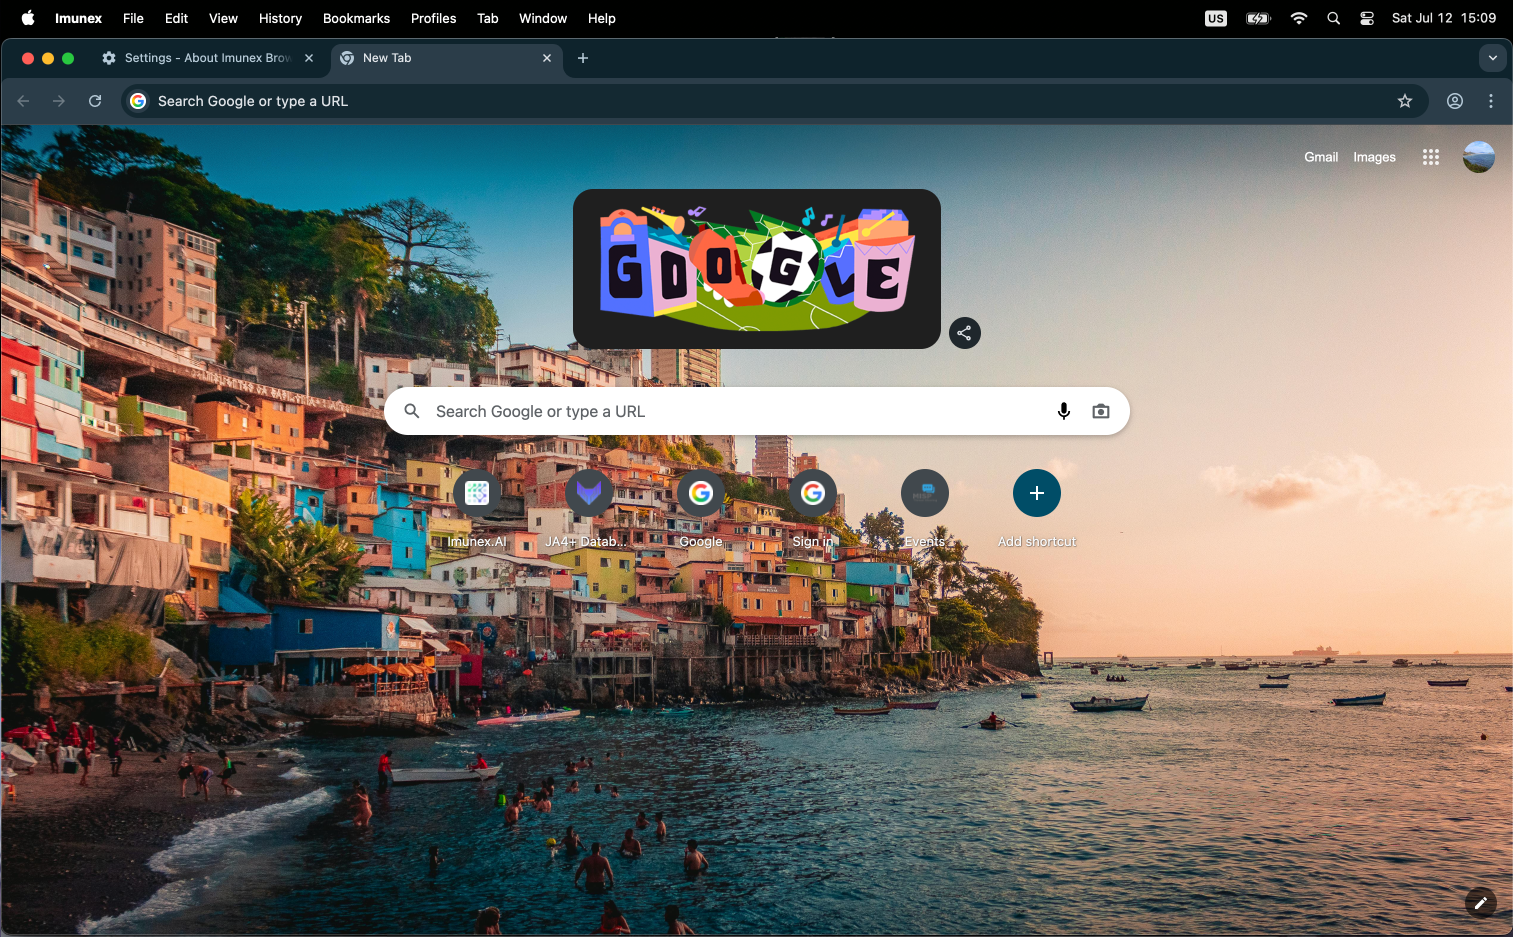 Imunex File Edit View History Bookmarks Profiles Tab Window Help US Sat Jul 12 15:09
Settings - About Imunex Brow New Tab
Search Google or type a URL
Gmail Images
GOOGLE
Search Google or type a URL
Imunex.AI JA4+ Datab... Google Sign in Events Add shortcut